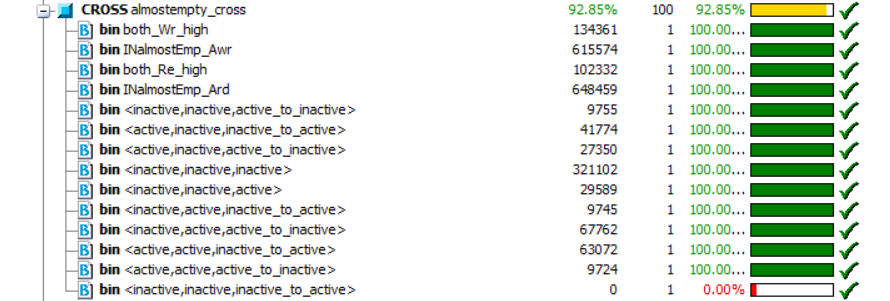 CROSS almostempty_cross 92.85% 100 92.85%
B] bin both_Wr_high 134361 1 100.00...
B] bin INalmostEmp_Awr 615574 1 100.00...
B] bin both_Re_high 102332 1 100.00...
B] bin INalmostEmp_Ard 648459 1 100.00...
B] bin <inactive,inactive,active_to_inactive> 9755 1 100.00...
B] bin <active,inactive,inactive_to_active> 41774 1 100.00...
B] bin <active,inactive,active_to_inactive> 27350 1 100.00...
B] bin <inactive,inactive,inactive> 321102 1 100.00...
B] bin <inactive,inactive,active> 29589 1 100.00...
B] bin <inactive,active,inactive_to_active> 9745 1 100.00...
B] bin <inactive,active,active_to_inactive> 67762 1 100.00...
B] bin <active,active,inactive_to_active> 63072 1 100.00...
B] bin <active,active,active_to_inactive> 9724 1 100.00...
B] bin <inactive,inactive,inactive_to_active> 0 1 0.00%